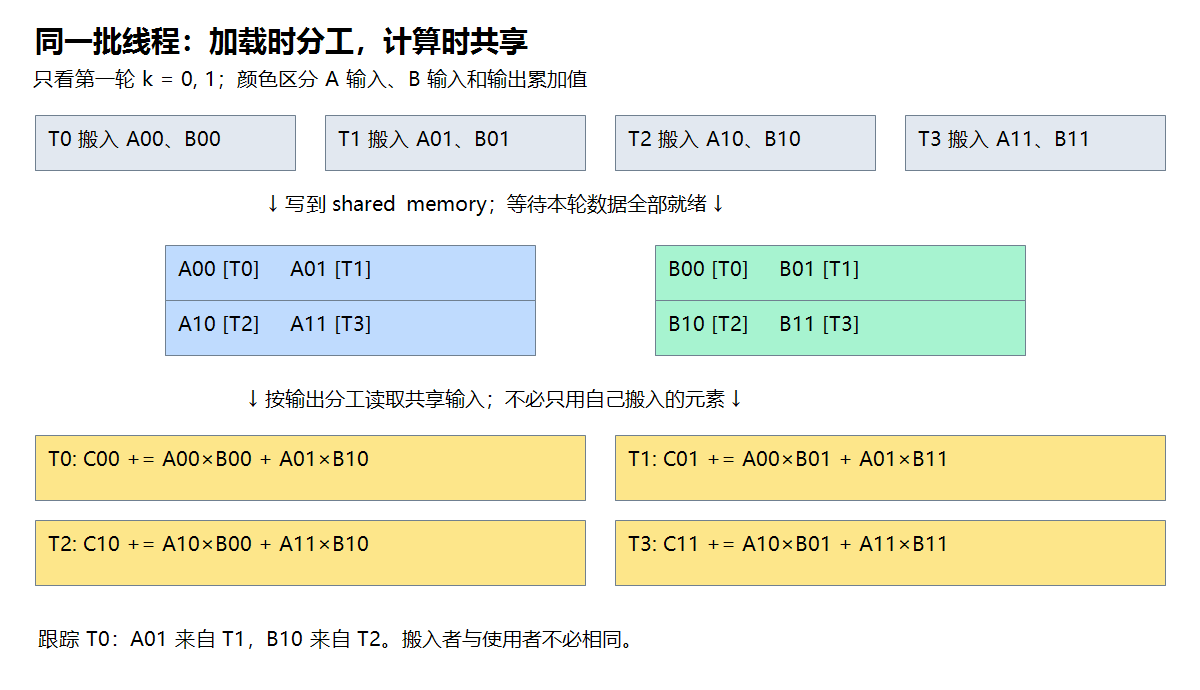 同一批线程：加载时分工，计算时共享
只看第一轮 k = 0, 1；颜色区分 A 输入、B 输入和输出累加值
T0 搬入 A00、B00
T1 搬入 A01、B01
T2 搬入 A10、B10
T3 搬入 A11、B11
↓写到 shared memory；等待本轮数据全部就绪↓
A00 [T0] A01 [T1]
A10 [T2] A11 [T3]
B00 [T0] B01 [T1]
B10 [T2] B11 [T3]
↓按输出分工读取共享输入；不必只用自己搬入的元素↓
T0: C00 += A00×B00 + A01×B10
T1: C01 += A00×B01 + A01×B11
T2: C10 += A10×B00 + A11×B10
T3: C11 += A10×B01 + A11×B11
跟踪 T0：A01 来自 T1，B10 来自 T2。搬入者与使用者不必相同。